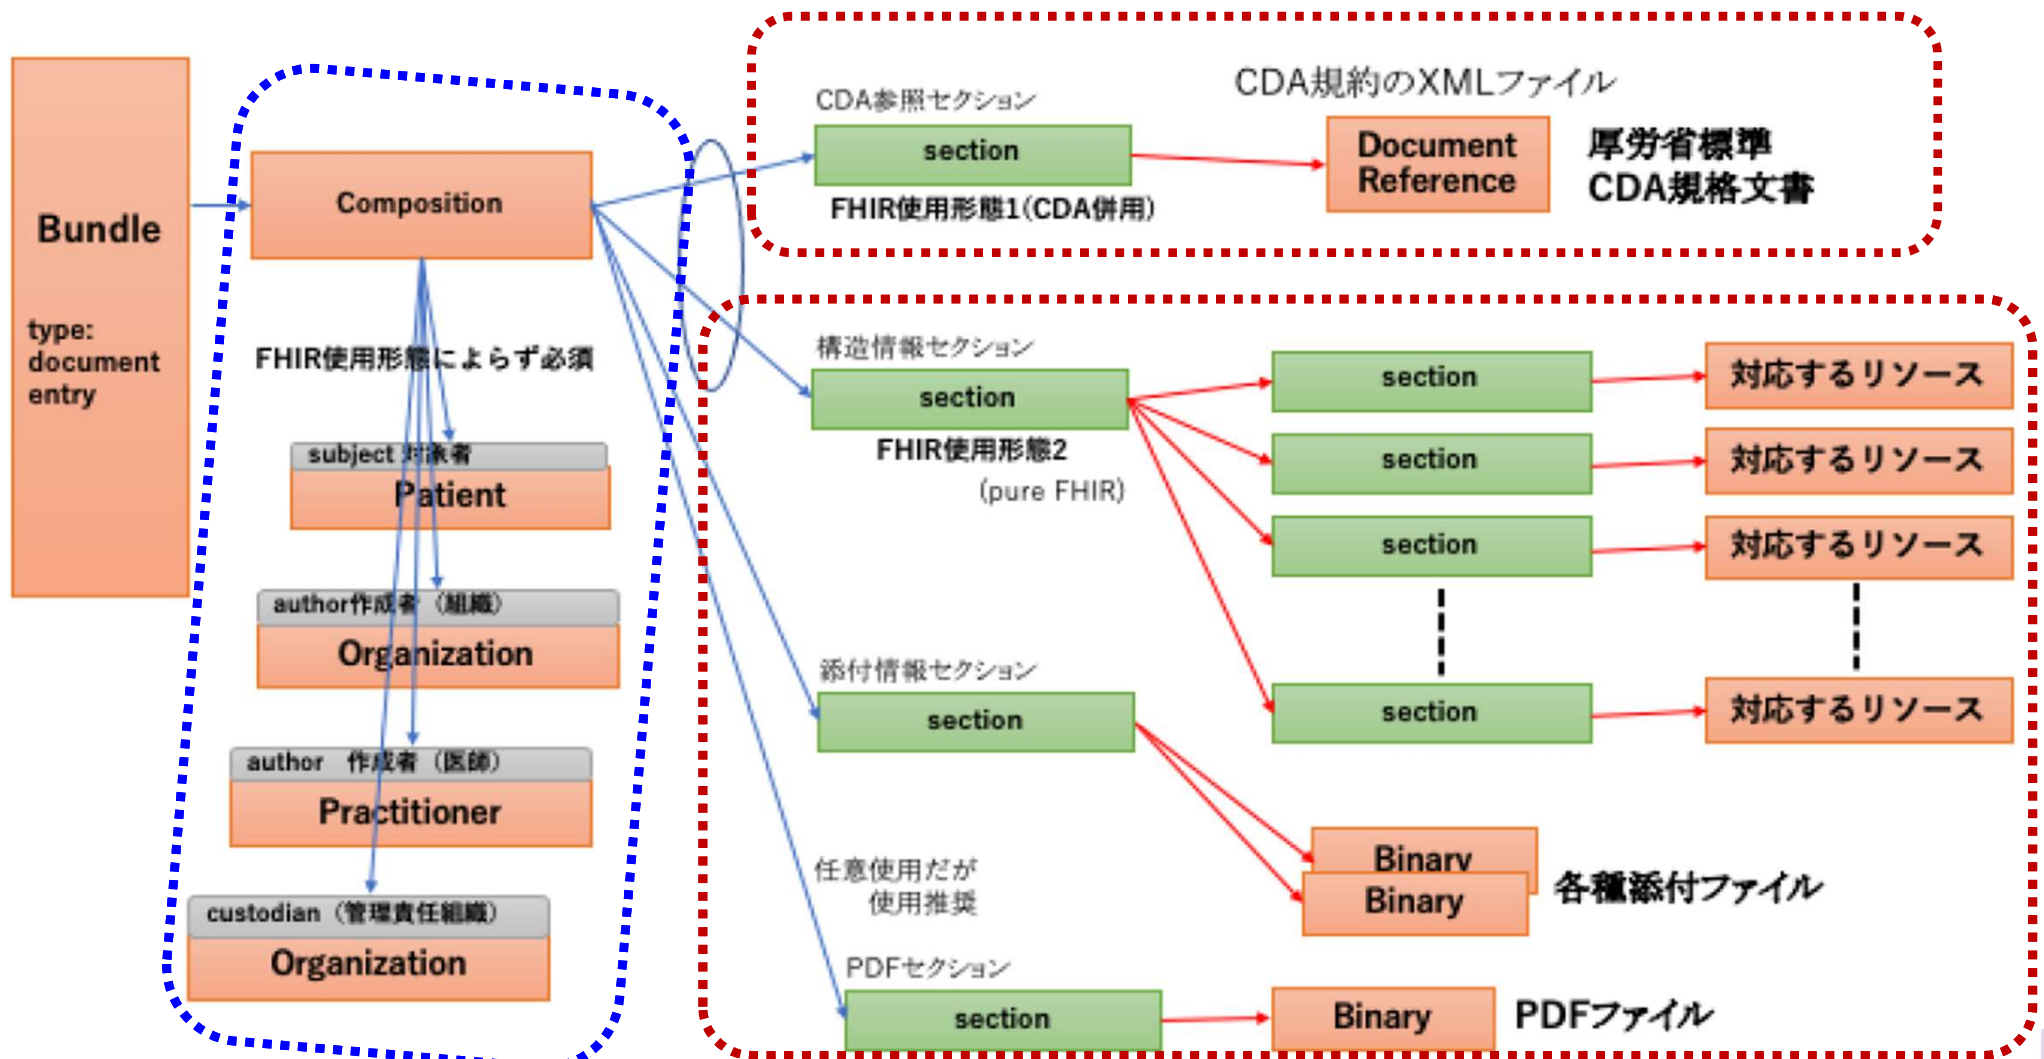 Bundle
type:
document
entry
Composition
FHIR使用形態によらず必須
subject 対象者
Patient
author作成者（組織）
Organization
author　作成者（医師）
Practitioner
custodian（管理責任組織）
Organization
CDA参照セクション
section
FHIR使用形態1(CDA併用)
CDA規約のXMLファイル
Document
Reference
厚労省標準
CDA規格文書
構造情報セクション
section
FHIR使用形態2
(pure FHIR)
section
対応するリソース
section
対応するリソース
section
対応するリソース
section
対応するリソース
添付情報セクション
section
Binary
Binary
各種添付ファイル
任意使用だが
使用推奨
PDFセクション
section
Binary
PDFファイル